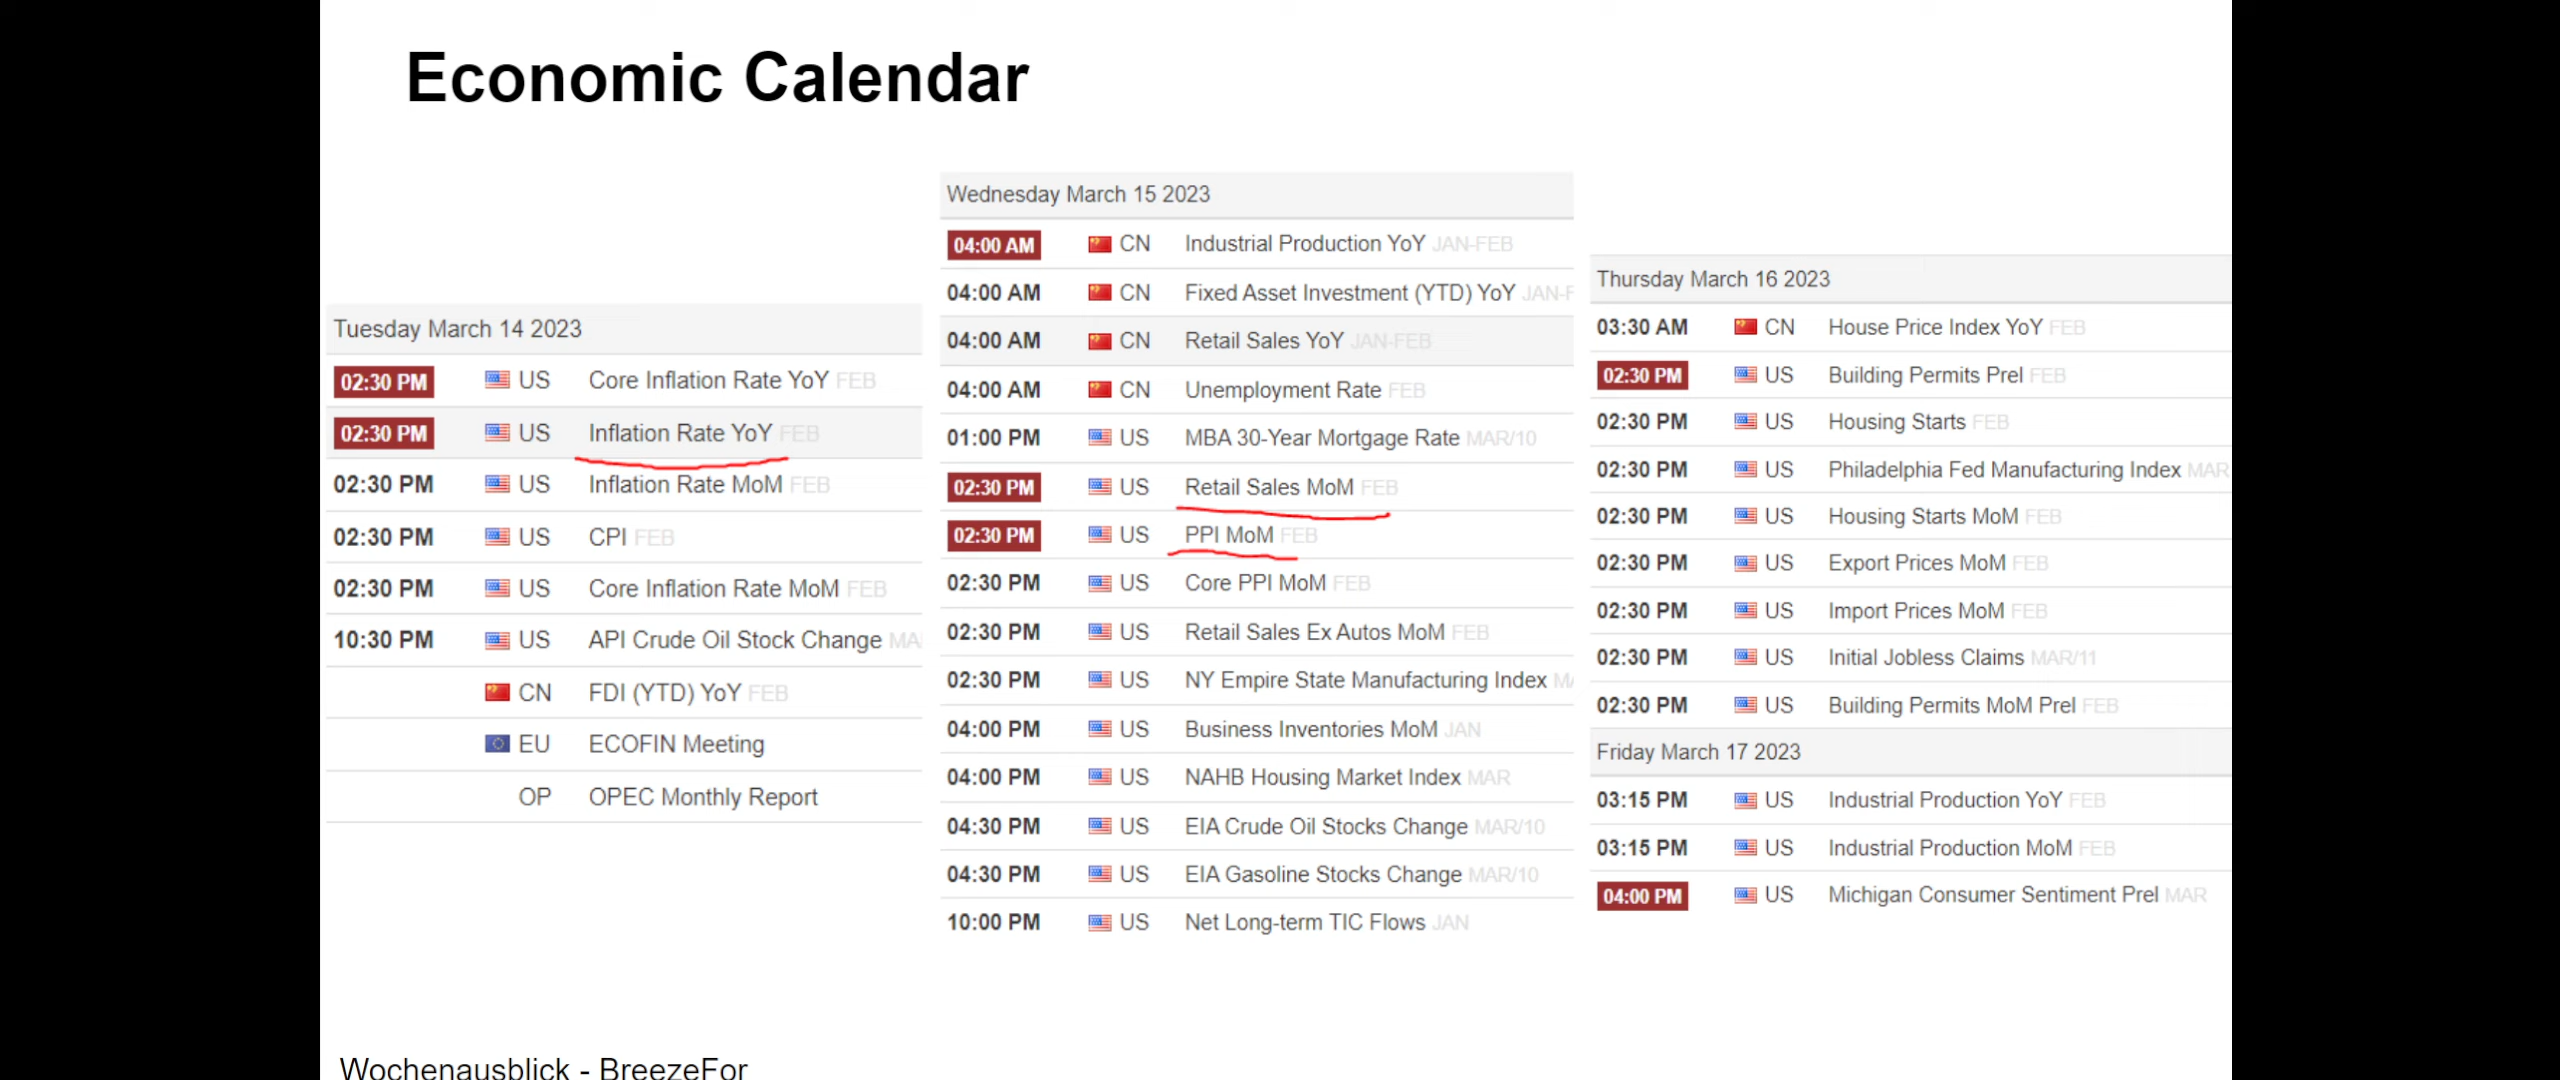 Economic Calendar
Tuesday March 14 2023
02:30 PM US Core Inflation Rate YoY FEB
02:30 PM US Inflation Rate YoY FEB
02:30 PM US Inflation Rate MoM FEB
02:30 PM US CPI FEB
02:30 PM US Core Inflation Rate MoM FEB
10:30 PM US API Crude Oil Stock Change MA
CN FDI (YTD) YoY FEB
EU ECOFIN Meeting
OP OPEC Monthly Report
Wednesday March 15 2023
04:00 AM CN Industrial Production YoY JAN-FEB
04:00 AM CN Fixed Asset Investment (YTD) YoY JAN-F
04:00 AM CN Retail Sales YoY JAN-FEB
04:00 AM CN Unemployment Rate FEB
01:00 PM US MBA 30-Year Mortgage Rate MAR/10
02:30 PM US Retail Sales MoM FEB
02:30 PM US PPI MoM FEB
02:30 PM US Core PPI MoM FEB
02:30 PM US Retail Sales Ex Autos MoM FEB
02:30 PM US NY Empire State Manufacturing Index MA
04:00 PM US Business Inventories MoM JAN
04:00 PM US NAHB Housing Market Index MAR
04:30 PM US EIA Crude Oil Stocks Change MAR/10
04:30 PM US EIA Gasoline Stocks Change MAR/10
10:00 PM US Net Long-term TIC Flows JAN
Thursday March 16 2023
03:30 AM CN House Price Index YoY FEB
02:30 PM US Building Permits Prel FEB
02:30 PM US Housing Starts FEB
02:30 PM US Philadelphia Fed Manufacturing Index MAR
02:30 PM US Housing Starts MoM FEB
02:30 PM US Export Prices MoM FEB
02:30 PM US Import Prices MoM FEB
02:30 PM US Initial Jobless Claims MAR/11
02:30 PM US Building Permits MoM Prel FEB
Friday March 17 2023
03:15 PM US Industrial Production YoY FEB
03:15 PM US Industrial Production MoM FEB
04:00 PM US Michigan Consumer Sentiment Prel MAR
Wochenausblick - BreezeFor